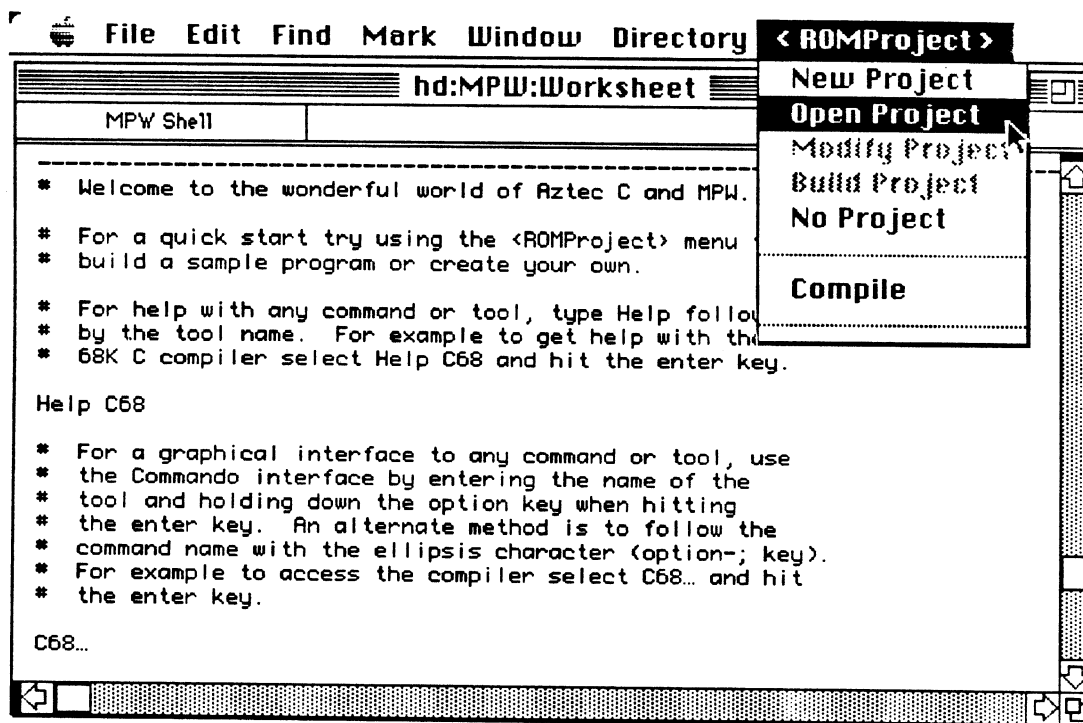 File Edit Find Mark Window Directory <ROMProject>
hd:MPW:Worksheet
MPW Shell
New Project
Open Project
Modify Project
Build Project
No Project
Compile
# Welcome to the wonderful world of Aztec C and MPW.
# For a quick start try using the <ROMProject> menu
# build a sample program or create your own.
# For help with any command or tool, type Help follo
# by the tool name. For example to get help with the
# 68K C compiler select Help C68 and hit the enter key.
Help C68
# For a graphical interface to any command or tool, use
# the Commando interface by entering the name of the
# tool and holding down the option key when hitting
# the enter key. An alternate method is to follow the
# command name with the ellipsis character (option-; key).
# For example to access the compiler select C68… and hit
# the enter key.
C68…